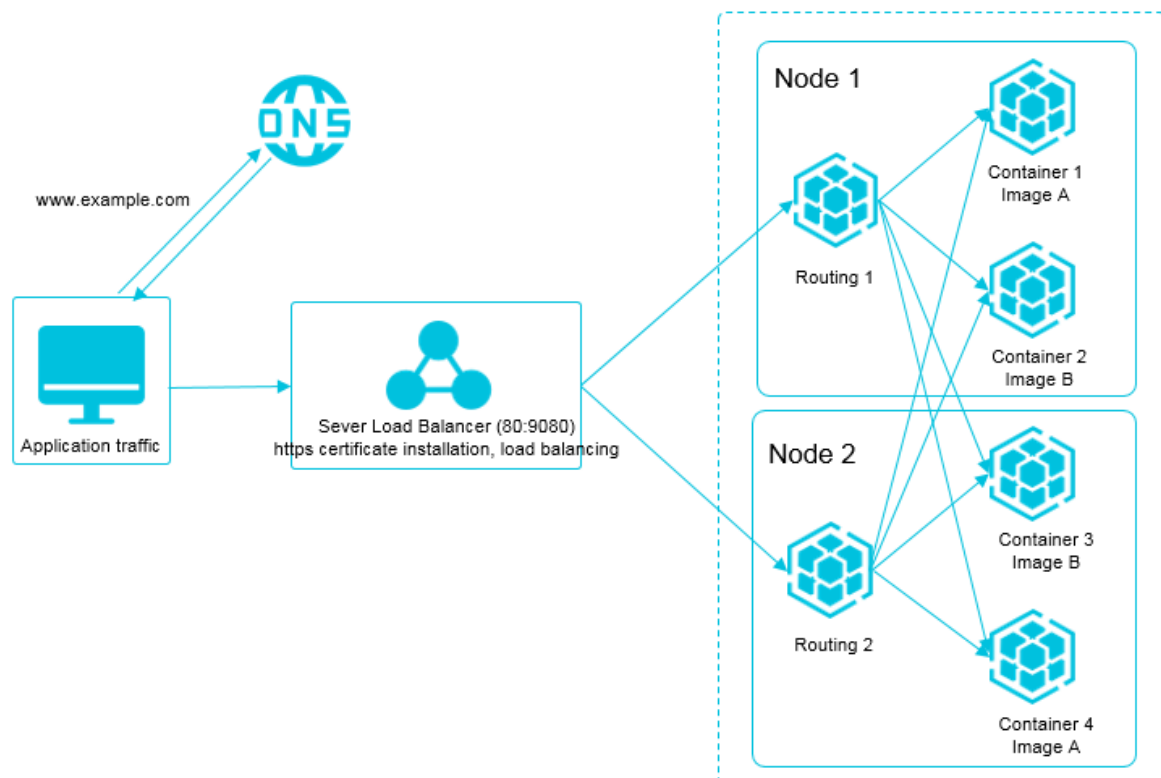 DNS
www.example.com
Application traffic
Sever Load Balancer (80:9080)
https certificate installation, load balancing
Node 1
Routing 1
Container 1
Image A
Container 2
Image B
Node 2
Routing 2
Container 3
Image B
Container 4
Image A